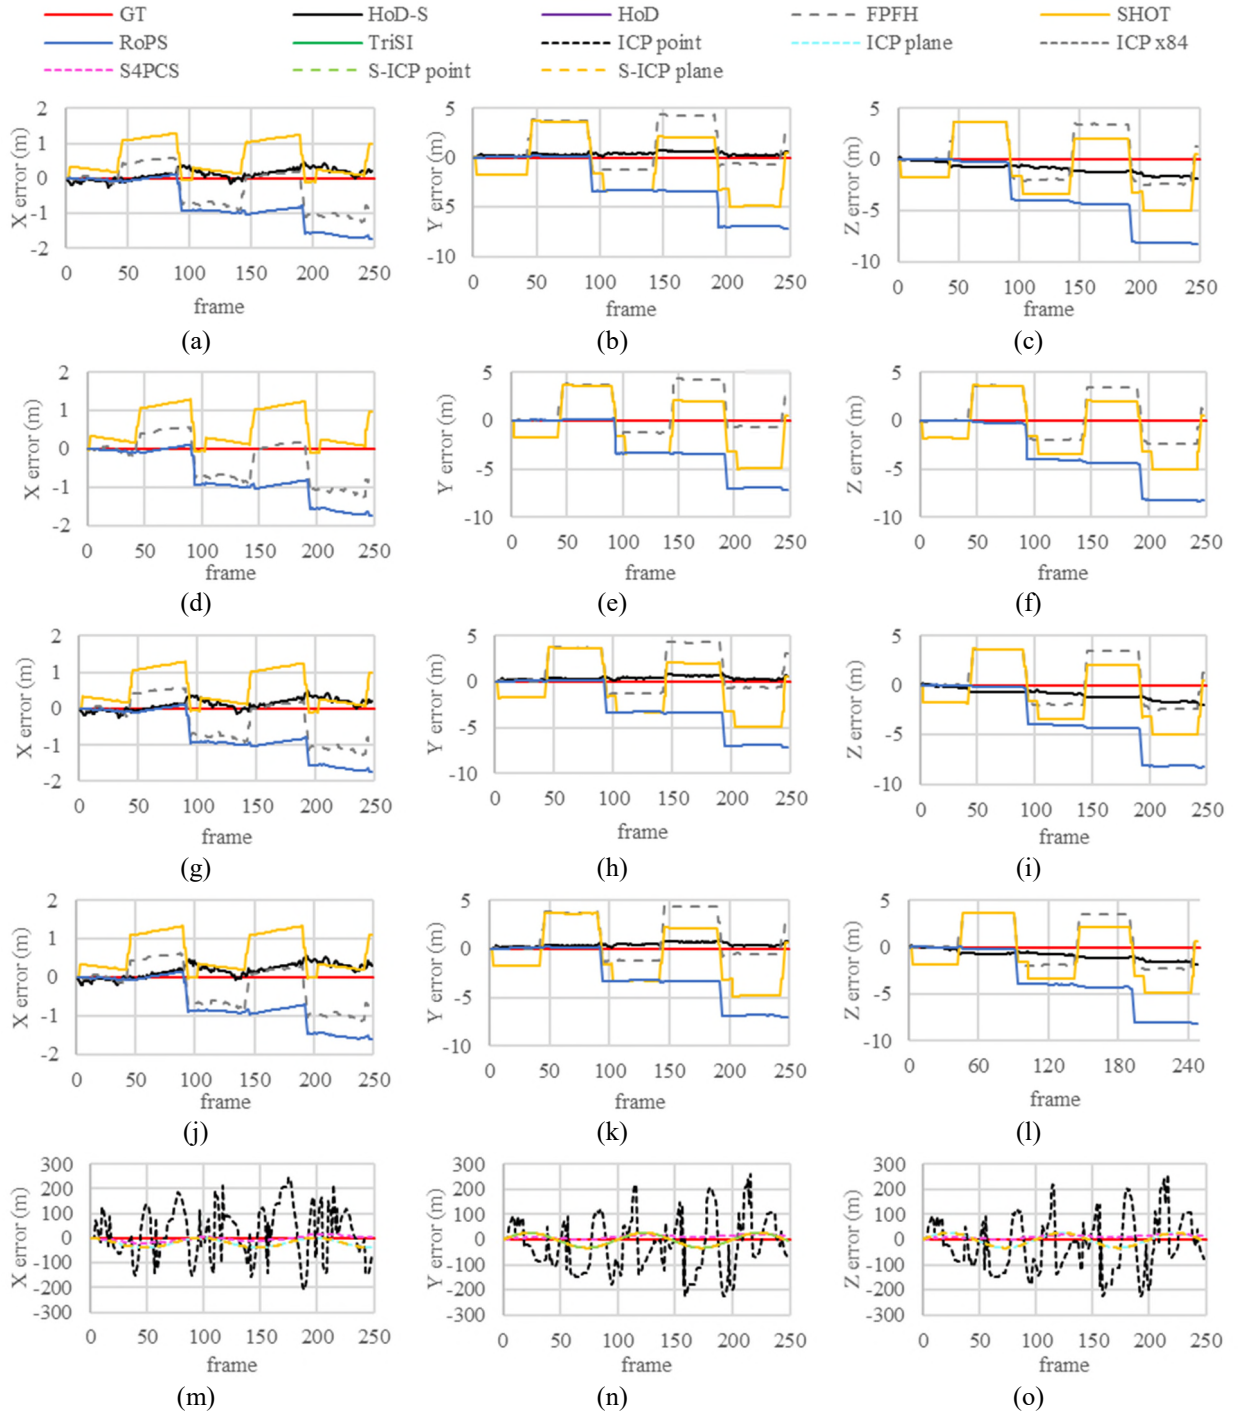 GT HoD-S HoD FPFH SHOT
RoPS TriSI ICP point ICP plane ICP x84
S4PCS S-ICP point S-ICP plane
X error (m)
2
1
0
-1
-2
0 50 100 150 200 250
frame
(a)
Y error (m)
5
0
-5
-10
0 50 100 150 200 250
frame
(b)
Z error (m)
5
0
-5
-10
0 50 100 150 200 250
frame
(c)
X error (m)
2
1
0
-1
-2
0 50 100 150 200 250
frame
(d)
Y error (m)
5
0
-5
-10
0 50 100 150 200 250
frame
(e)
Z error (m)
5
0
-5
-10
0 50 100 150 200 250
frame
(f)
X error (m)
2
1
0
-1
-2
0 50 100 150 200 250
frame
(g)
Y error (m)
5
0
-5
-10
0 50 100 150 200 250
frame
(h)
Z error (m)
5
0
-5
-10
0 50 100 150 200 250
frame
(i)
X error (m)
2
1
0
-1
-2
0 50 100 150 200 250
frame
(j)
Y error (m)
5
0
-5
-10
0 50 100 150 200 250
frame
(k)
Z error (m)
5
0
-5
-10
0 60 120 180 240
frame
(l)
X error (m)
300
200
100
0
-100
-200
-300
0 50 100 150 200 250
frame
(m)
Y error (m)
300
200
100
0
-100
-200
-300
0 50 100 150 200 250
frame
(n)
Z error (m)
300
200
100
0
-100
-200
-300
0 50 100 150 200 250
frame
(o)